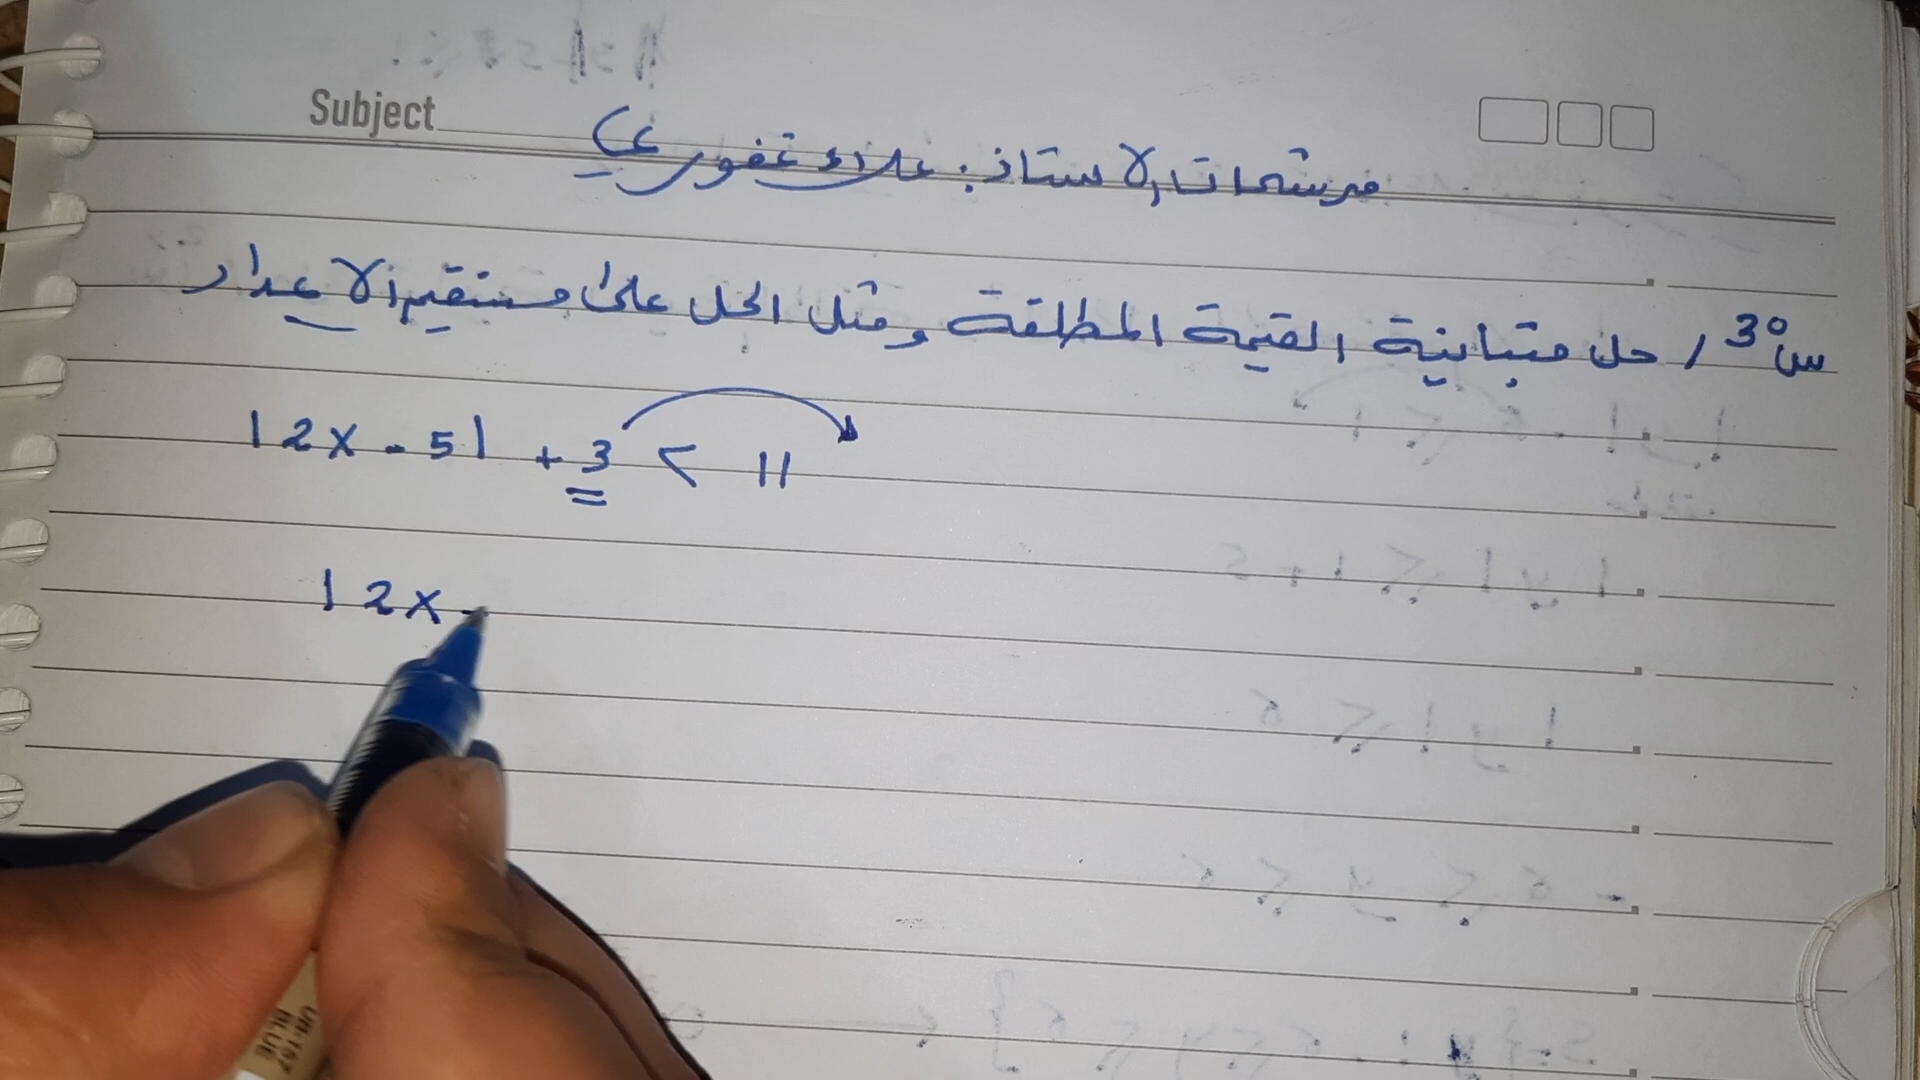 Subject
مرشحات الاستاذ: علاء غفوري
س3/ حل متباينة القيمة المطلقة ومثل الحل على مستقيم الاعداد
|2x - 5| + 3 < 11
|2x -